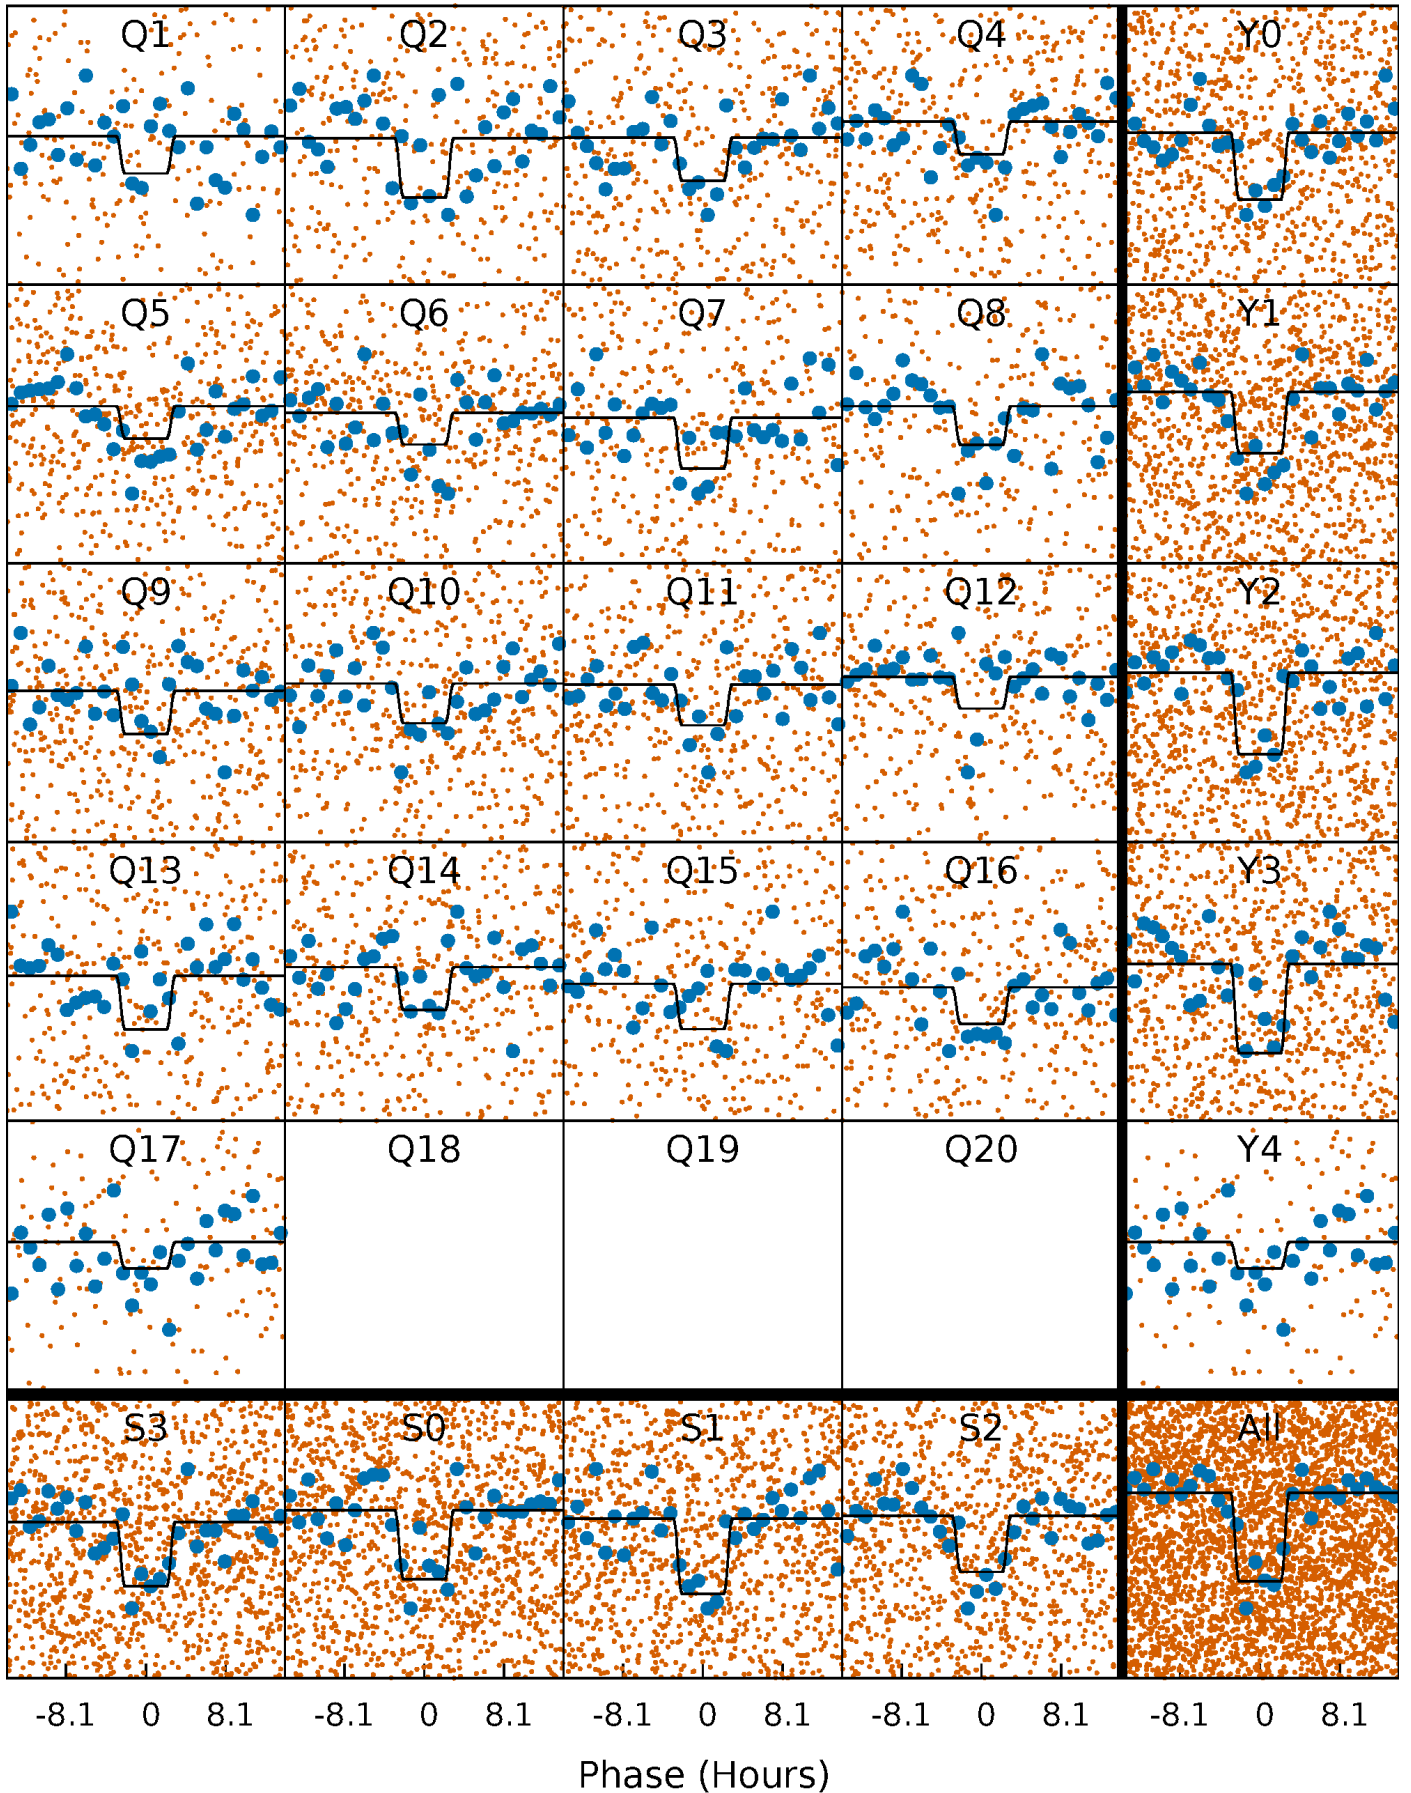 Q1 Q2 Q3 Q4 Y0
Q5 Q6 Q7 Q8 Y1
Q9 Q10 Q11 Q12 Y2
Q13 Q14 Q15 Q16 Y3
Q17 Q18 Q19 Q20 Y4
S3 S0 S1 S2 All
-8.1 0 8.1 -8.1 0 8.1 -8.1 0 8.1 -8.1 0 8.1 -8.1 0 8.1
Phase (Hours)